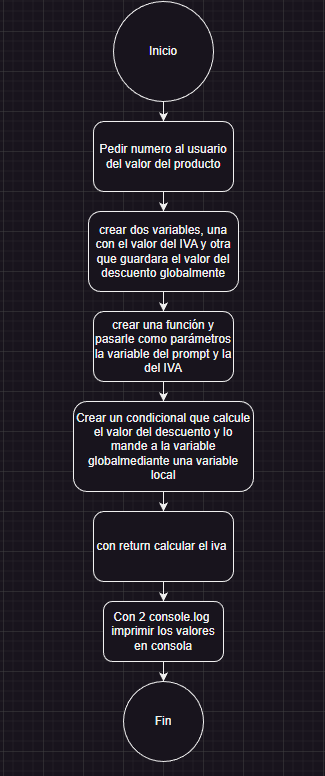 Inicio
Pedir numero al usuario
del valor del producto
crear dos variables, una
con el valor del IVA y otra
que guardara el valor del
descuento globalmente
crear una función y
pasarle como parámetros
la variable del prompt y la
del IVA
Crear un condicional que calcule
el valor del descuento y lo
mande a la variable
globalmediante una variable
local
con return calcular el iva
Con 2 console.log
imprimir los valores
en consola
Fin